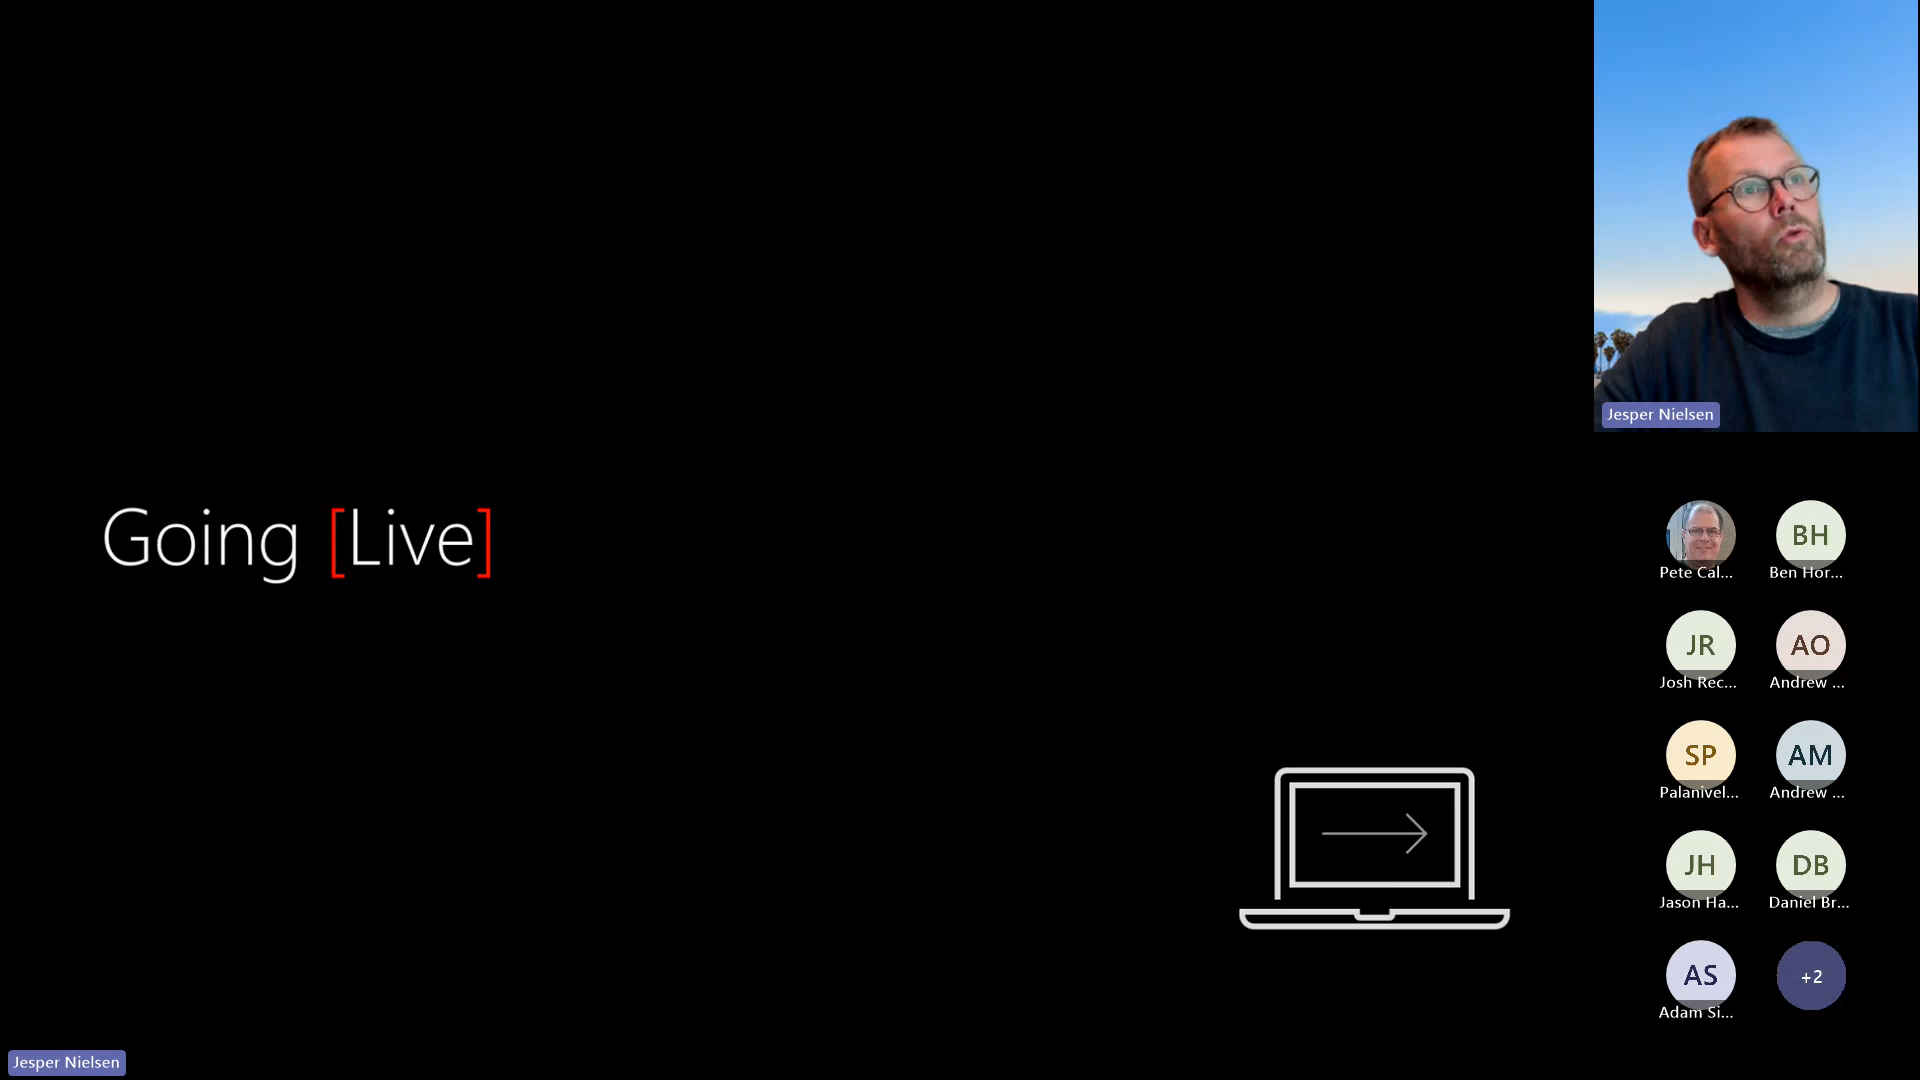 Going [Live]
Jesper Nielsen
Pete Cal...
BH
Ben Hor...
JR
Josh Rec...
AO
Andrew ...
SP
Palanivel...
AM
Andrew ...
JH
Jason Ha...
DB
Daniel Br...
AS
Adam Si...
+2
Jesper Nielsen